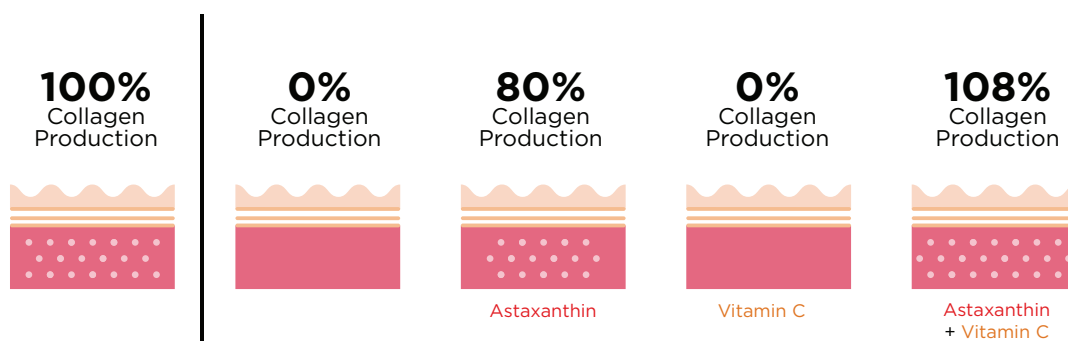 100%
Collagen
Production
0%
Collagen
Production
80%
Collagen
Production
Astaxanthin
0%
Collagen
Production
Vitamin C
108%
Collagen
Production
Astaxanthin
+ Vitamin C